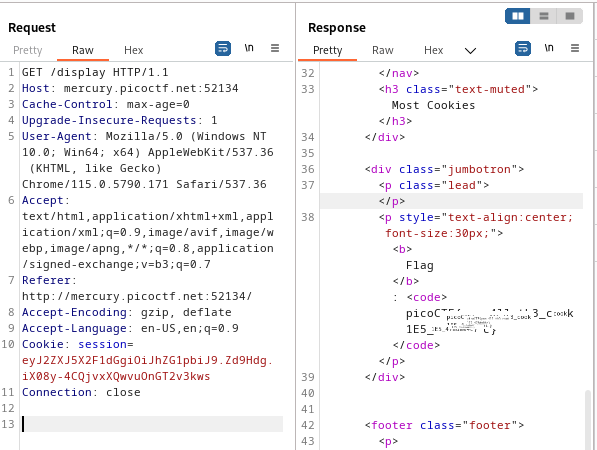 Request
Response
Pretty
Raw
Hex
\n
Pretty
Raw
Hex
\n
1 GET /display HTTP/1.1
2 Host: mercury.picoctf.net:52134
3 Cache-Control: max-age=0
4 Upgrade-Insecure-Requests: 1
5 User-Agent: Mozilla/5.0 (Windows NT
10.0; Win64; x64) AppleWebKit/537.36
(KHTML, like Gecko)
Chrome/115.0.5790.171 Safari/537.36
6 Accept:
text/html,application/xhtml+xml,appl
ication/xml;q=0.9,image/avif,image/w
ebp,image/apng,*/*;q=0.8,application
/signed-exchange;v=b3;q=0.7
7 Referer:
http://mercury.picoctf.net:52134/
8 Accept-Encoding: gzip, deflate
9 Accept-Language: en-US,en;q=0.9
10 Cookie: session=
eyJ2ZXJ5X2F1dGgiOiJhZG1pbiJ9.Zd9Hdg.
iX08y-4CQjvxXQwvuOnGT2v3kws
11 Connection: close
12
13
32 </nav>
33 <h3 class="text-muted">
Most Cookies
</h3>
34 </div>
35
36 <div class="jumbotron">
37 <p class="lead">
</p>
38 <p style="text-align:center;
font-size:30px;">
<b>
Flag
</b>
: <code>
</code>
</p>
39 </div>
40
41
42 <footer class="footer">
43 <p>